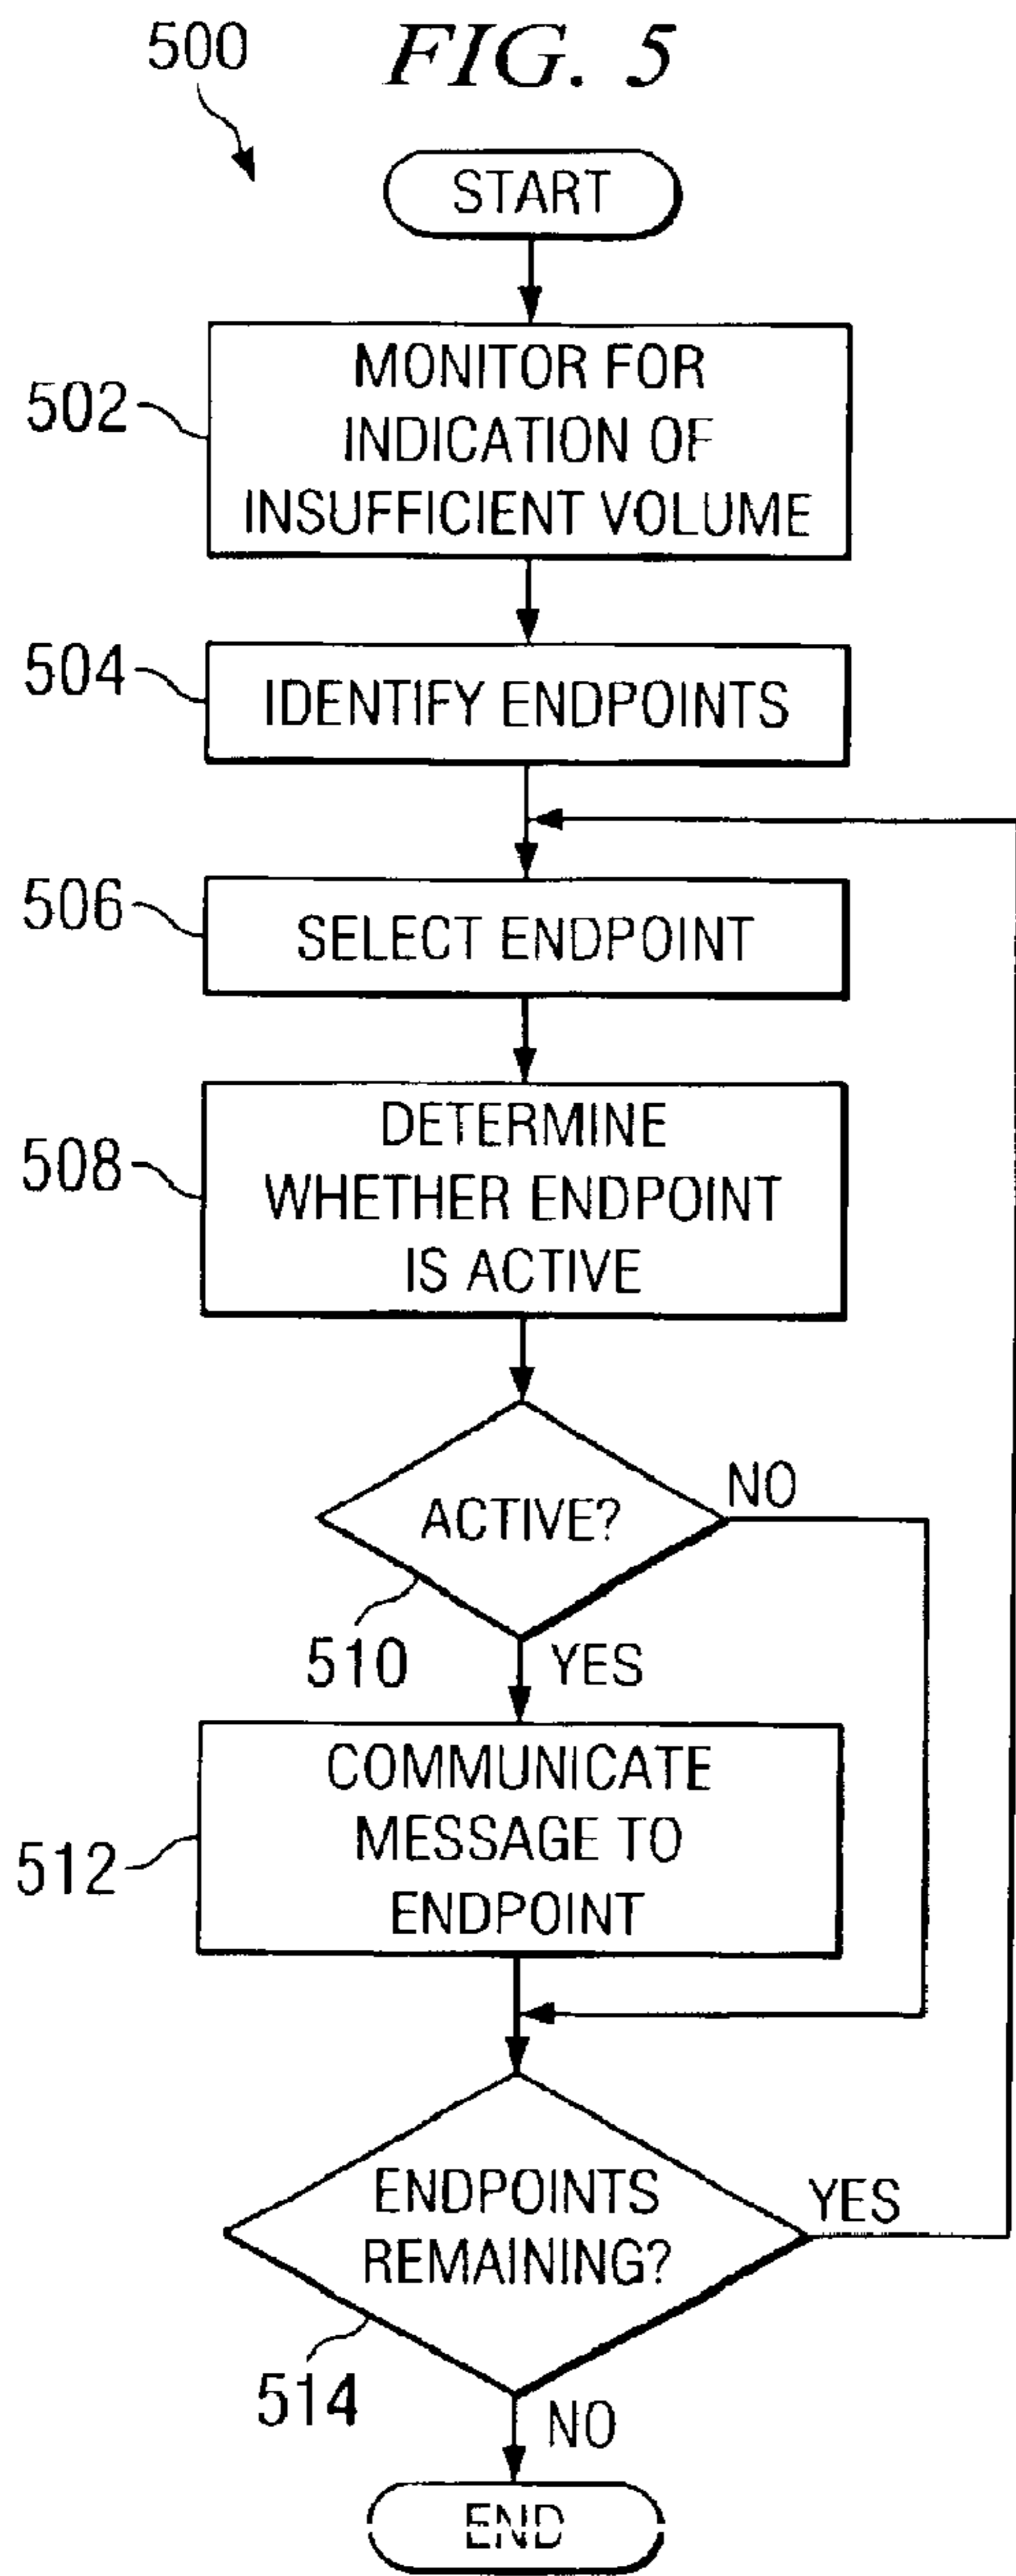 500
FIG. 5
START
502
MONITOR FOR
INDICATION OF
INSUFFICIENT VOLUME
504
IDENTIFY ENDPOINTS
506
SELECT ENDPOINT
508
DETERMINE
WHETHER ENDPOINT
IS ACTIVE
ACTIVE?
NO
510
YES
512
COMMUNICATE
MESSAGE TO
ENDPOINT
ENDPOINTS
REMAINING?
YES
514
NO
END